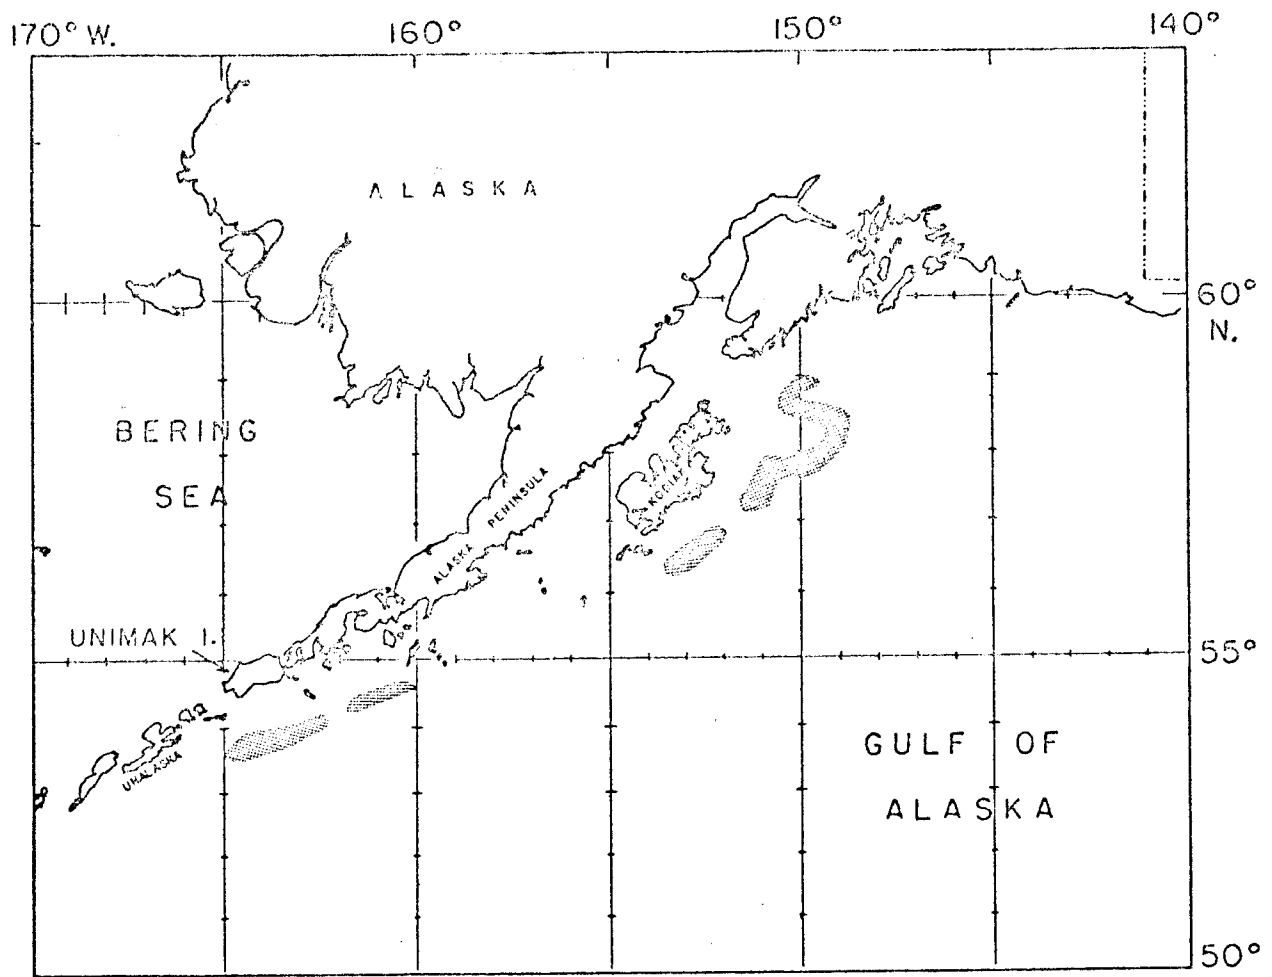 170° W.
160°
150°
140°
ALASKA
60°
N.
BERING
SEA
KODIAK
ALASKA PENINSULA
UNIMAK I.
55°
UNALASKA
GULF OF
ALASKA
50°